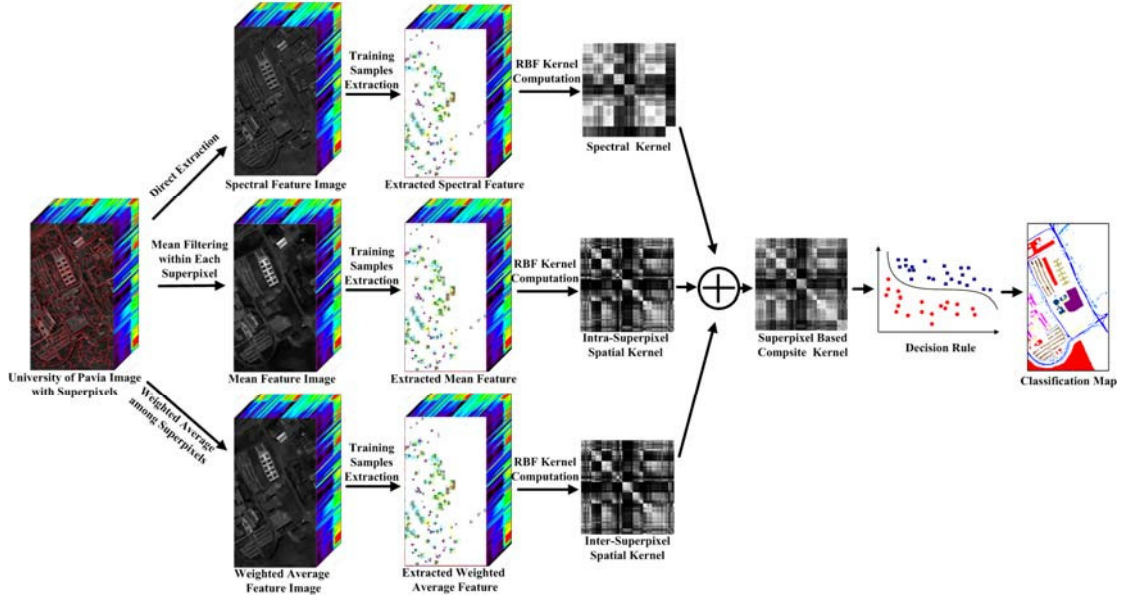 University of Pavia Image
with Superpixels
Direct Extraction
Mean Filtering
within Each
Superpixel
Weighted Average
among Superpixels
Spectral Feature Image
Training
Samples
Extraction
Extracted Spectral Feature
RBF Kernel
Computation
Spectral Kernel
Mean Feature Image
Training
Samples
Extraction
Extracted Mean Feature
RBF Kernel
Computation
Intra-Superpixel
Spatial Kernel
Weighted Average
Feature Image
Training
Samples
Extraction
Extracted Weighted
Average Feature
RBF Kernel
Computation
Inter-Superpixel
Spatial Kernel
Superpixel Based
Compsite Kernel
Decision Rule
Classification Map